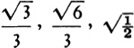 √3/3, √6/3, √½